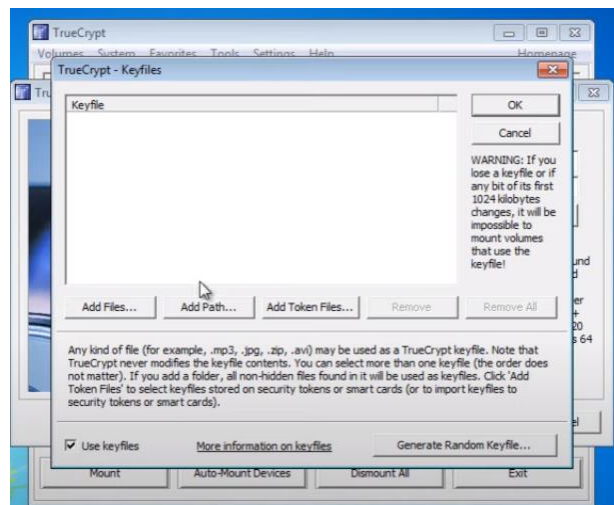 TrueCrypt
Volumes System Favorites Tools Settings Help Homepage
TrueCrypt - Keyfiles
Keyfile
OK
Cancel
WARNING: If you
lose a keyfile or if
any bit of its first
1024 kilobytes
changes, it will be
impossible to
mount volumes
that use the
keyfile!
Add Files... Add Path... Add Token Files... Remove Remove All
Any kind of file (for example, .mp3, .jpg, .zip, .avi) may be used as a TrueCrypt keyfile. Note that
TrueCrypt never modifies the keyfile contents. You can select more than one keyfile (the order does
not matter). If you add a folder, all non-hidden files found in it will be used as keyfiles. Click 'Add
Token Files' to select keyfiles stored on security tokens or smart cards (or to import keyfiles to
security tokens or smart cards).
Use keyfiles More information on keyfiles Generate Random Keyfile...
Mount Auto-Mount Devices Dismount All Exit